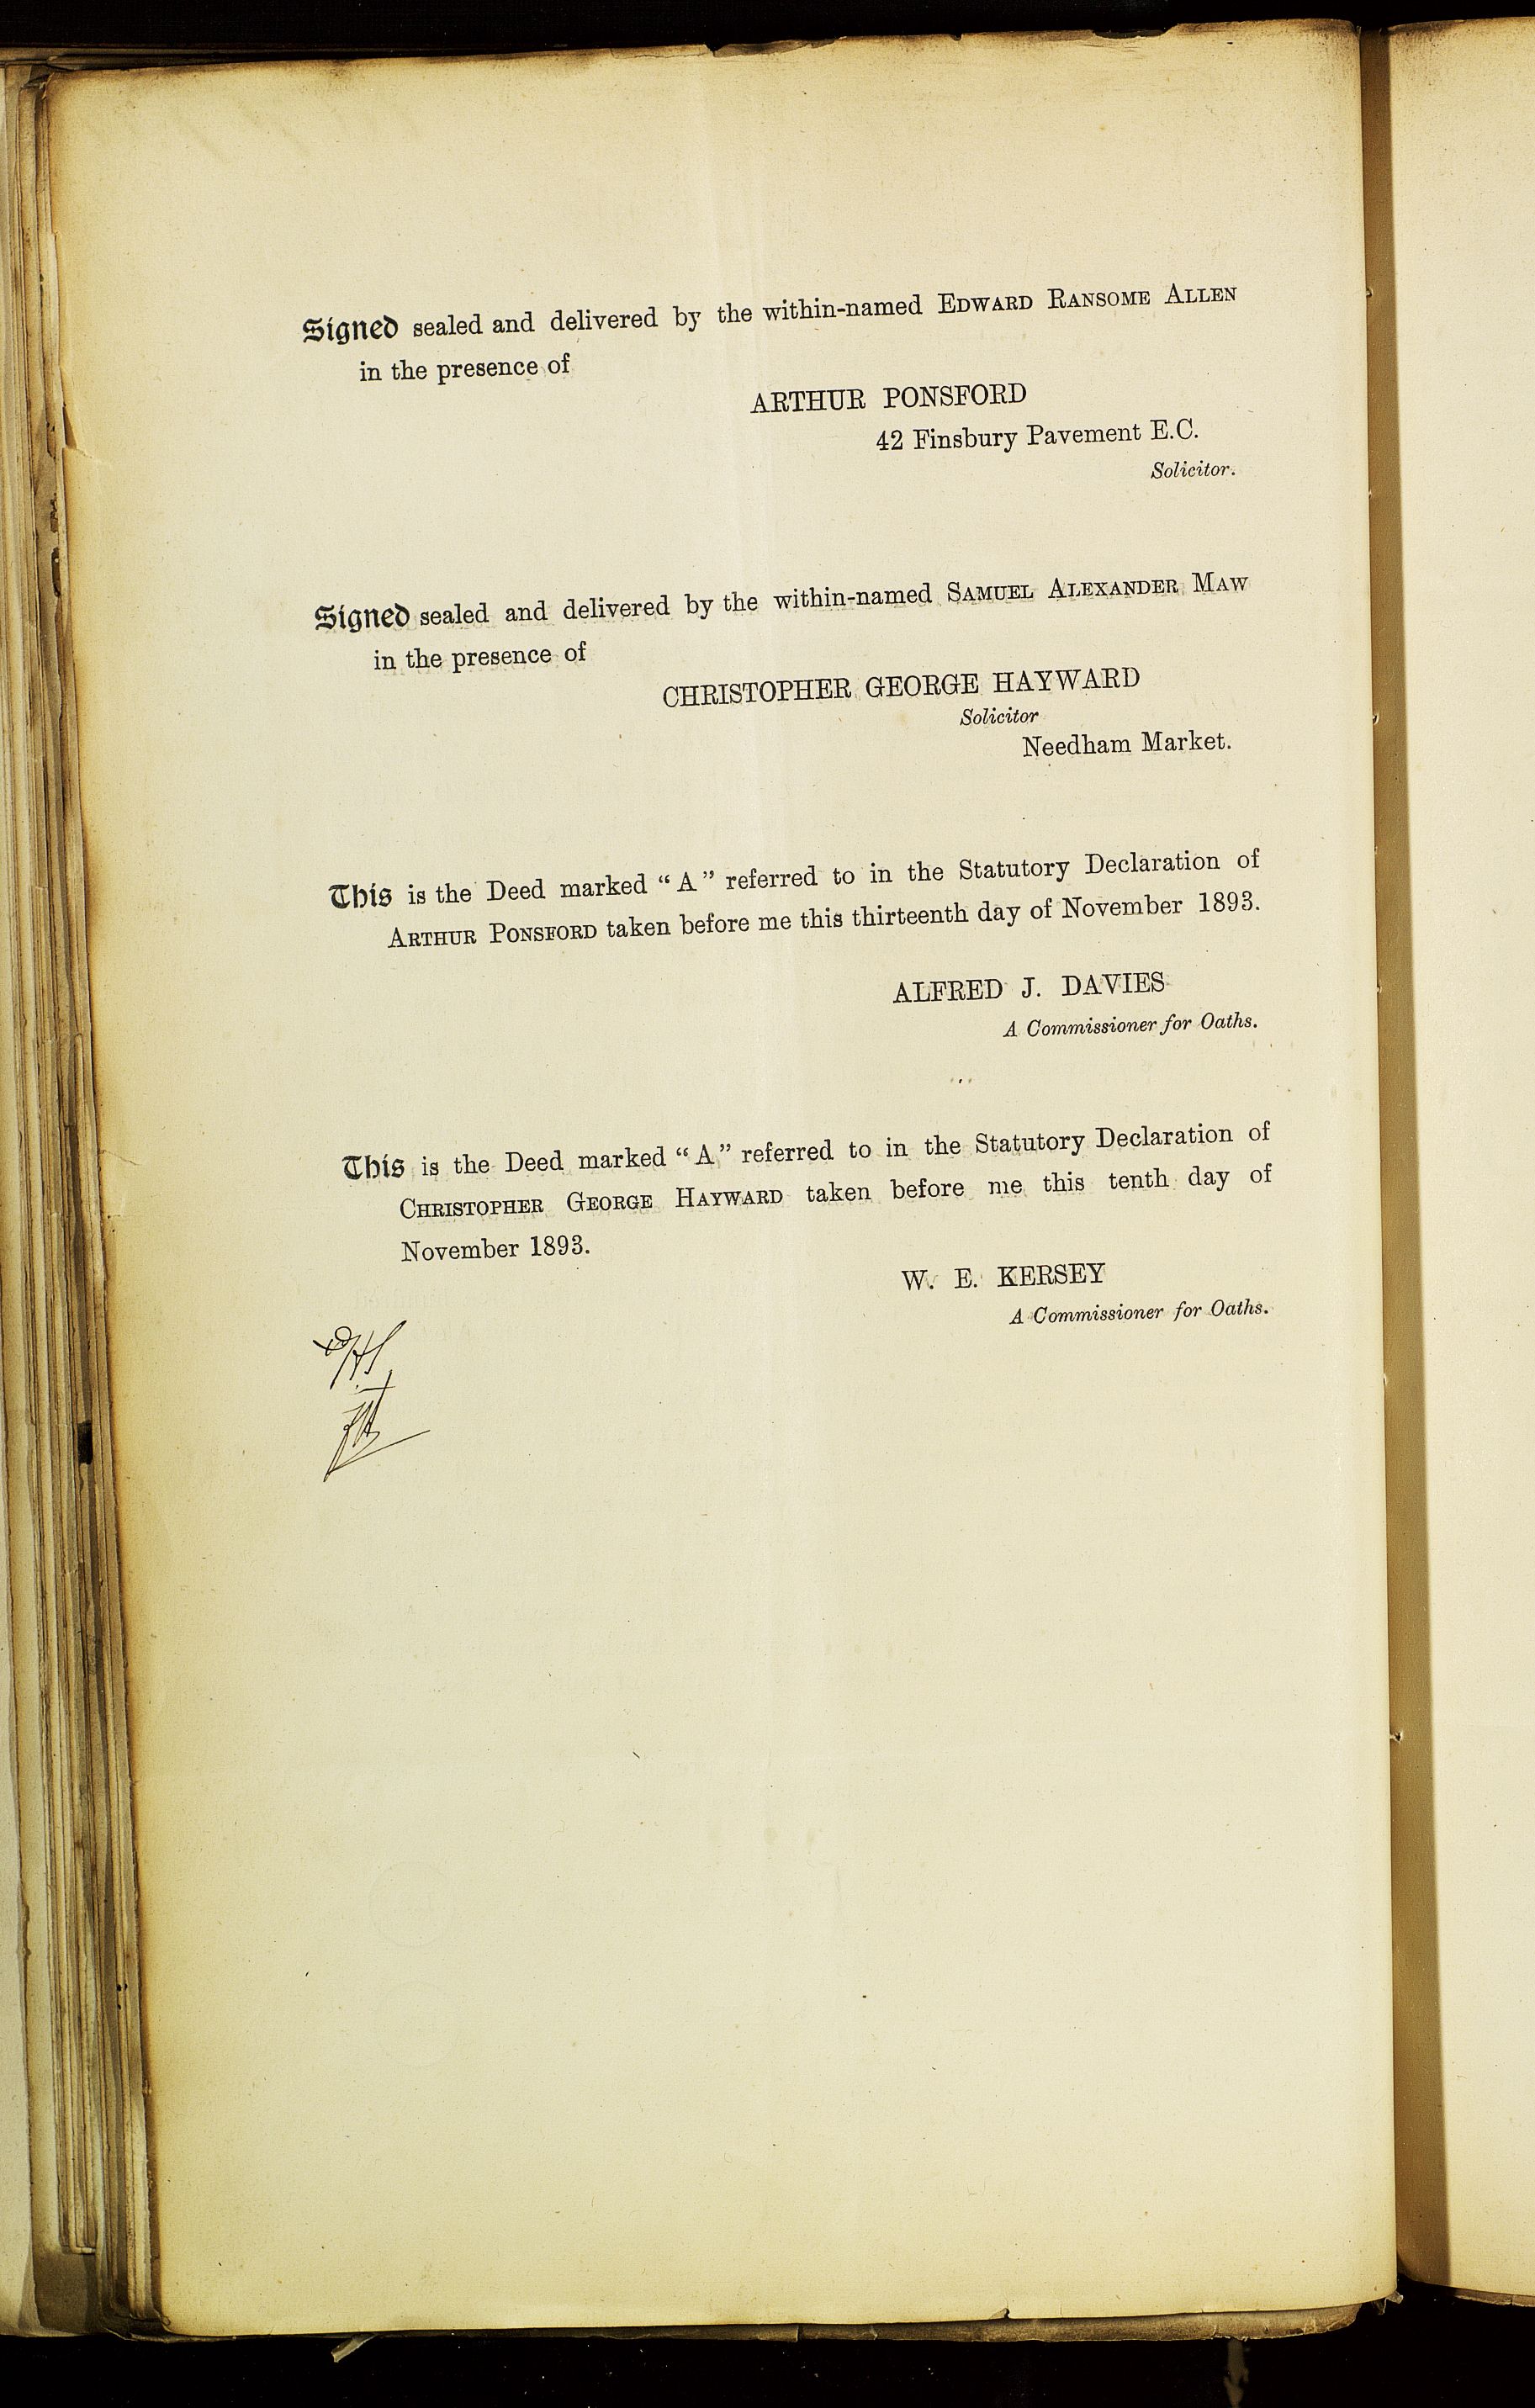 Signed sealed and delivered by the within-named Edward Ransome Allen
in the presence of
ARTHUR PONSFORD
42 Finsbury Pavement E.C.
Solicitor.
Signed sealed and delivered by the within-named Samuel Alexander Maw
in the presence of
CHRISTOPHER GEORGE HAYWARD
Solicitor
Needham Market.
This is the Deed marked “A” referred to in the Statutory Declaration of
Arthur Ponsford taken before me this thirteenth day of November 1893.
ALFRED J. DAVIES
A Commissioner for Oaths.
This is the Deed marked “A” referred to in the Statutory Declaration of
Christopher George Hayward taken before me this tenth day of
November 1893.
W. E. KERSEY
A Commissioner for Oaths.